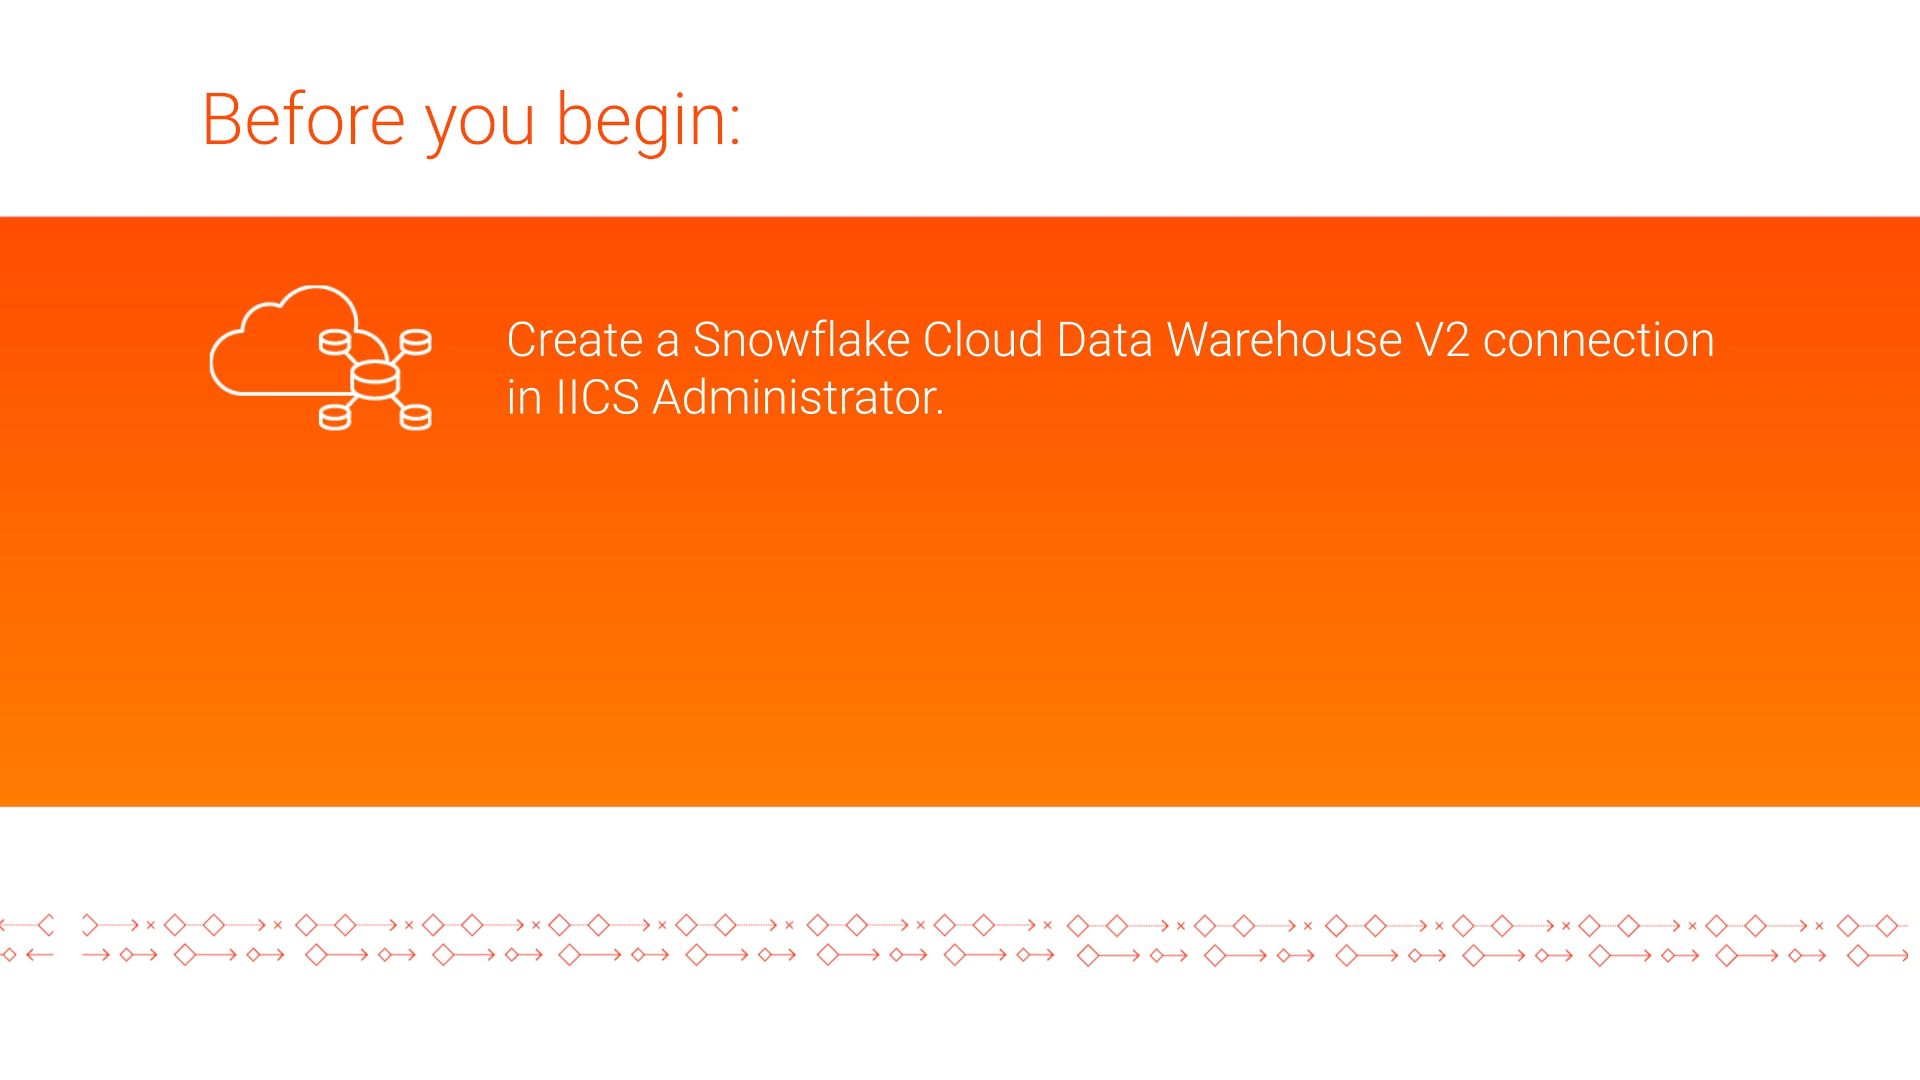 Before you begin:
Create a Snowflake Cloud Data Warehouse V2 connection
in IICS Administrator.